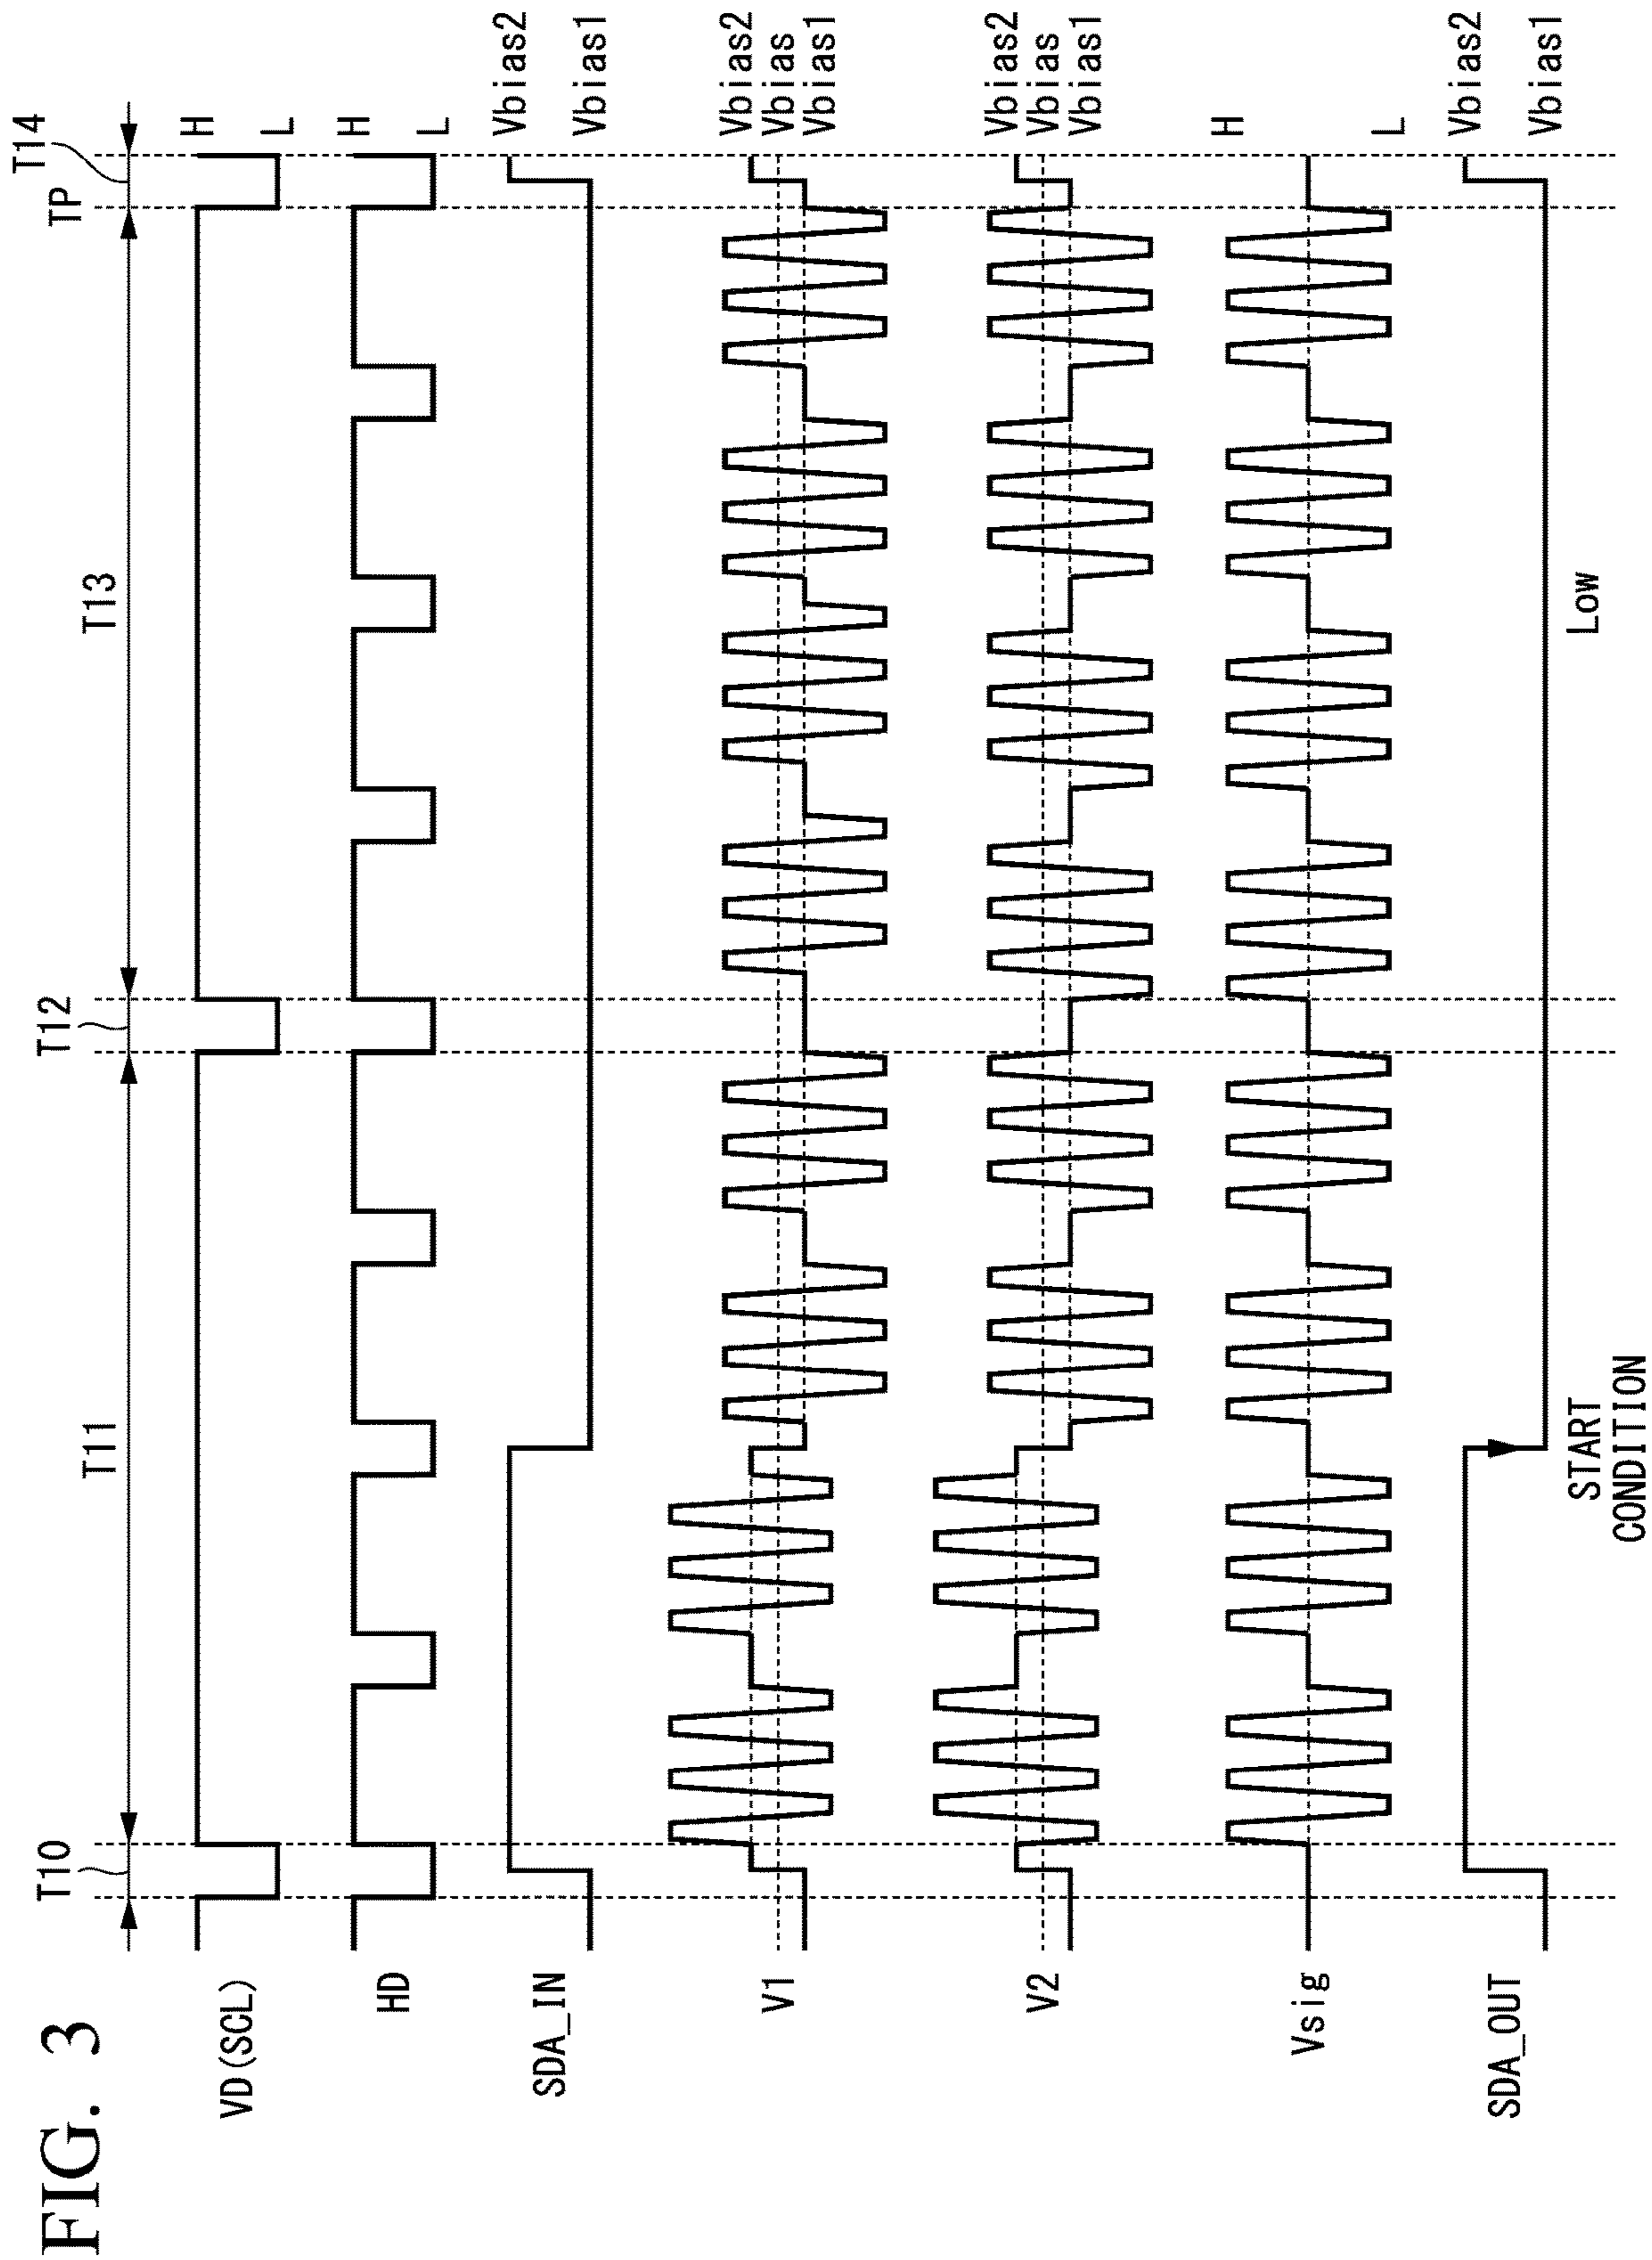 FIG. 3
T10
T11
T12
T13
TP
T14
VD(SCL)
H
L
HD
H
L
SDA_IN
Vbias2
Vbias1
V1
Vbias2
Vbias
Vbias1
V2
Vbias2
Vbias
Vbias1
Vsig
H
L
SDA_OUT
Vbias2
Vbias1
START
CONDITION
Low